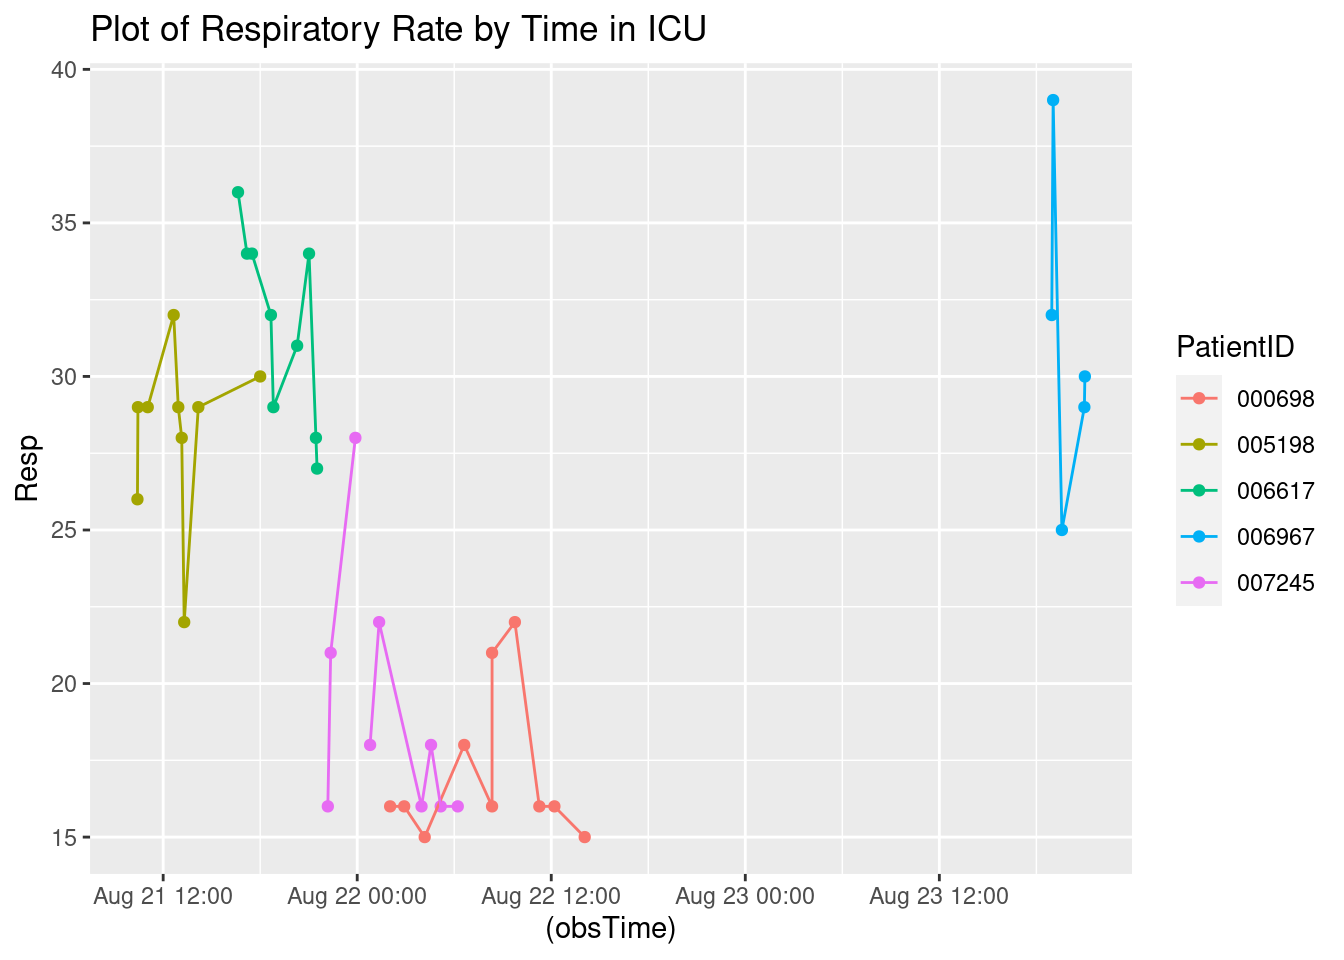 Plot of Respiratory Rate by Time in ICU
40
35
30
25
20
15
Resp
Aug 21 12:00 Aug 22 00:00 Aug 22 12:00 Aug 23 00:00 Aug 23 12:00
(obsTime)
PatientID
000698
005198
006617
006967
007245